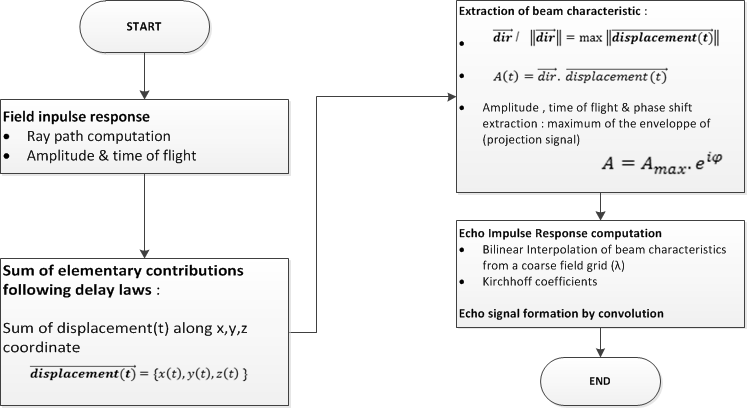 START
Field inpulse response
• Ray path computation
• Amplitude & time of flight
Sum of elementary contributions
following delay laws :
Sum of displacement(t) along x,y,z
coordinate
displacement(t) = {x(t), y(t), z(t) }
Extraction of beam characteristic :
• dir / ‖dir‖ = max ‖displacement(t)‖
• A(t) = dir. displacement(t)
• Amplitude , time of flight & phase shift
extraction : maximum of the enveloppe of
(projection signal)
A = Amax. e^iφ
Echo Impulse Response computation
• Bilinear Interpolation of beam characteristics
from a coarse field grid (λ)
• Kirchhoff coefficients
Echo signal formation by convolution
END